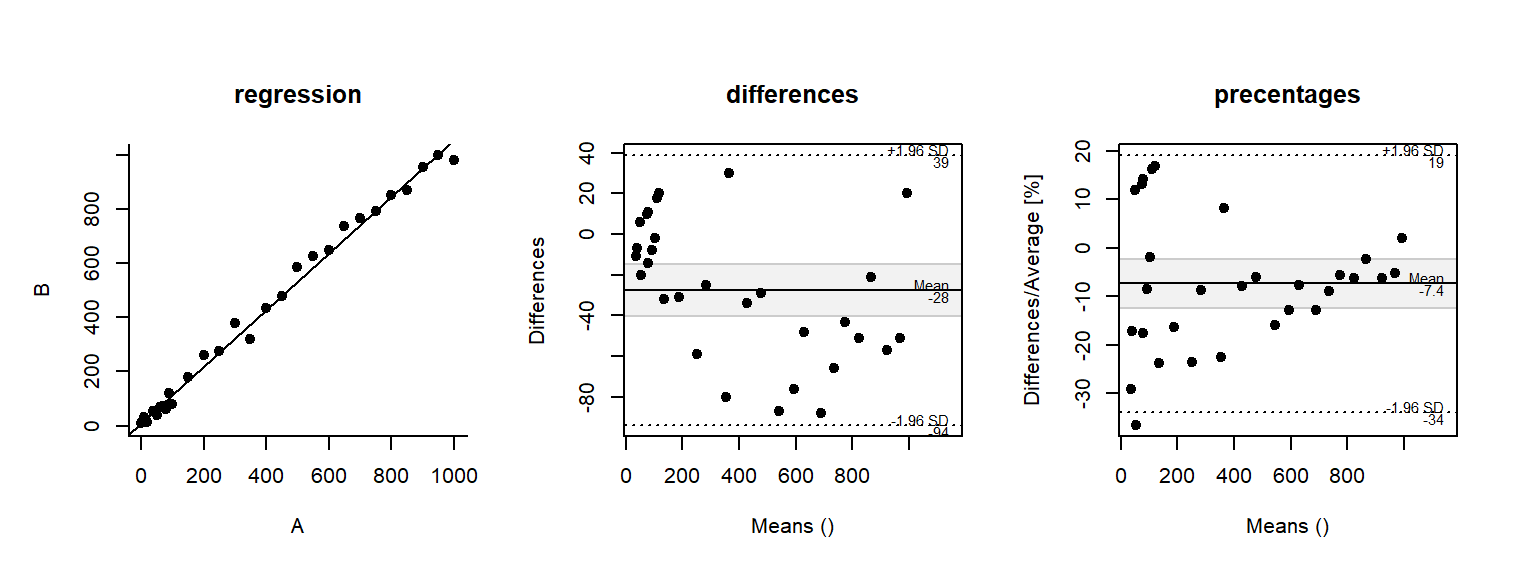 regression
B
0
200
400
600
800
0
200
400
600
800
1000
A
differences
Differences
40
20
0
-40
-80
+1.96 SD
39
Mean
-28
-1.96 SD
-94
0
200
400
600
800
Means ()
precentages
Differences/Average [%]
20
10
0
-10
-20
-30
+1.96 SD
19
Mean
-7.4
-1.96 SD
-34
0
200
400
600
800
Means ()